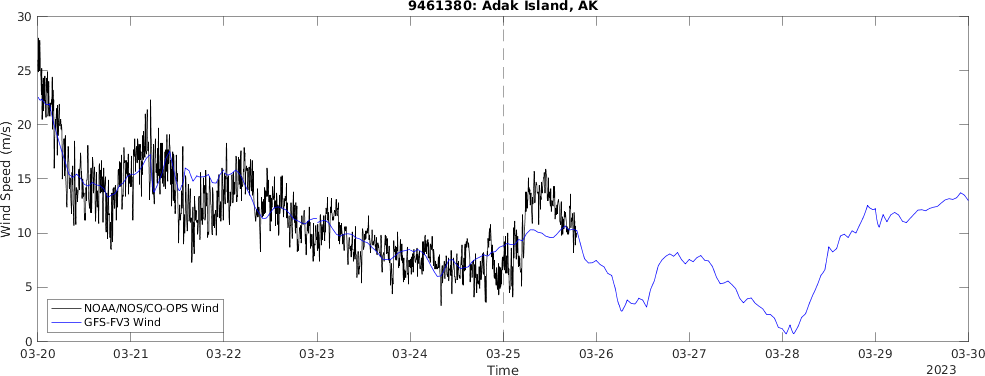 9461380: Adak Island, AK
30
25
20
15
10
5
0
Wind Speed (m/s)
NOAA/NOS/CO-OPS Wind
GFS-FV3 Wind
03-20 03-21 03-22 03-23 03-24 03-25 03-26 03-27 03-28 03-29 03-30
Time
2023